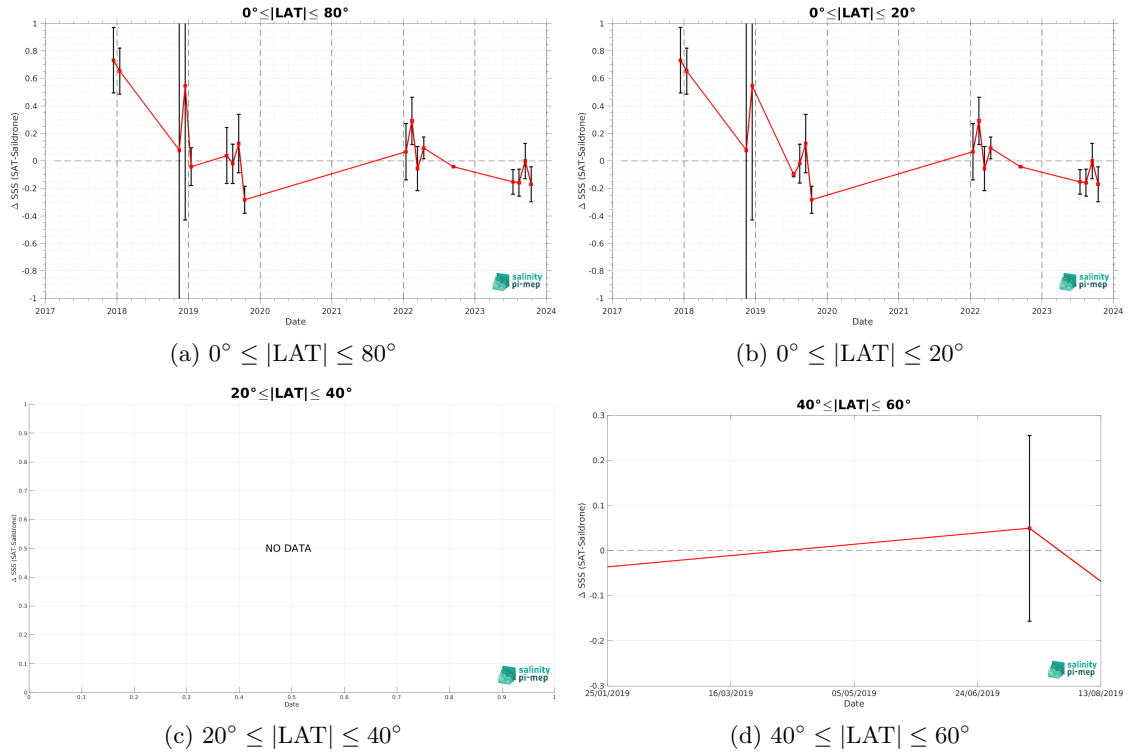 0°≤|LAT|≤ 80°
1
0.8
0.6
0.4
0.2
0
-0.2
-0.4
-0.6
-0.8
-1
Δ SSS (SAT-Saildrone)
2017
2018
2019
2020
2021
2022
2023
2024
Date
salinity
pi-mep
(a) 0° ≤ |LAT| ≤ 80°
0°≤|LAT|≤ 20°
1
0.8
0.6
0.4
0.2
0
-0.2
-0.4
-0.6
-0.8
-1
Δ SSS (SAT-Saildrone)
2017
2018
2019
2020
2021
2022
2023
2024
Date
salinity
pi-mep
(b) 0° ≤ |LAT| ≤ 20°
20°≤|LAT|≤ 40°
1
0.9
0.8
0.7
0.6
0.5
0.4
0.3
0.2
0.1
0
Δ SSS (SAT-Saildrone)
NO DATA
0
0.1
0.2
0.3
0.4
0.5
0.6
0.7
0.8
0.9
1
Date
salinity
pi-mep
(c) 20° ≤ |LAT| ≤ 40°
40°≤|LAT|≤ 60°
0.3
0.2
0.1
0
-0.1
-0.2
-0.3
Δ SSS (SAT-Saildrone)
25/01/2019
16/03/2019
05/05/2019
24/06/2019
13/08/2019
Date
salinity
pi-mep
(d) 40° ≤ |LAT| ≤ 60°